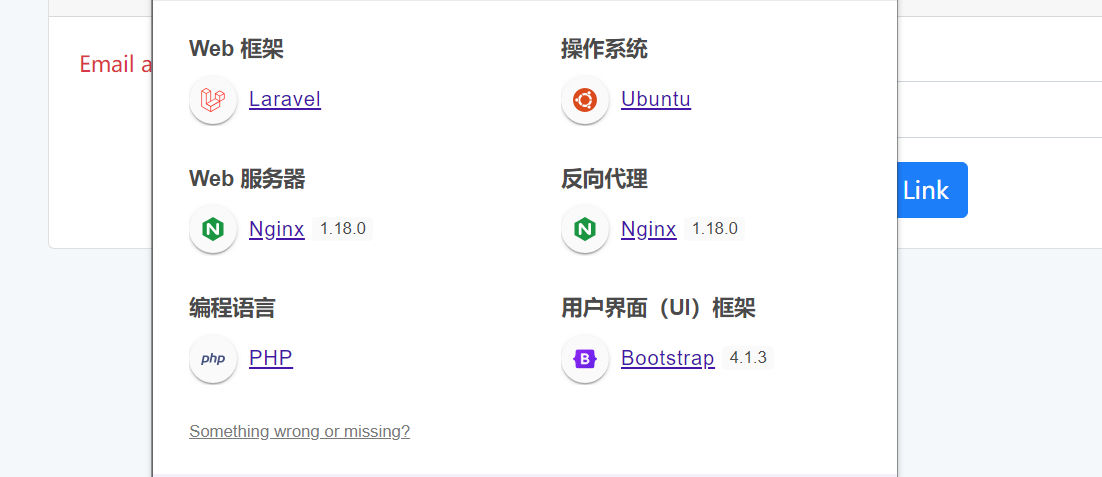 Web 框架
操作系统
Email a
Laravel
Ubuntu
Web 服务器
反向代理
Link
Nginx 1.18.0
Nginx 1.18.0
编程语言
用户界面（UI）框架
php PHP
B Bootstrap 4.1.3
Something wrong or missing?